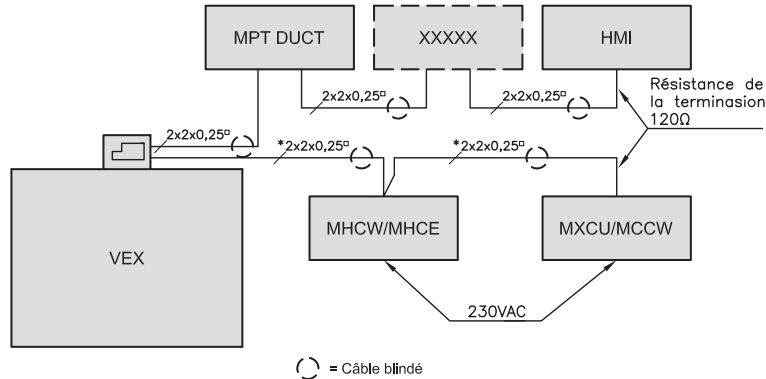 MPT DUCT
XXXXX
HMI
2x2x0,25¤
2x2x0,25¤
Résistance de
la terminasion
120Ω
2x2x0,25¤
*2x2x0,25¤
*2x2x0,25¤
VEX
MHCW/MHCE
MXCU/MCCW
230VAC
= Câble blindé